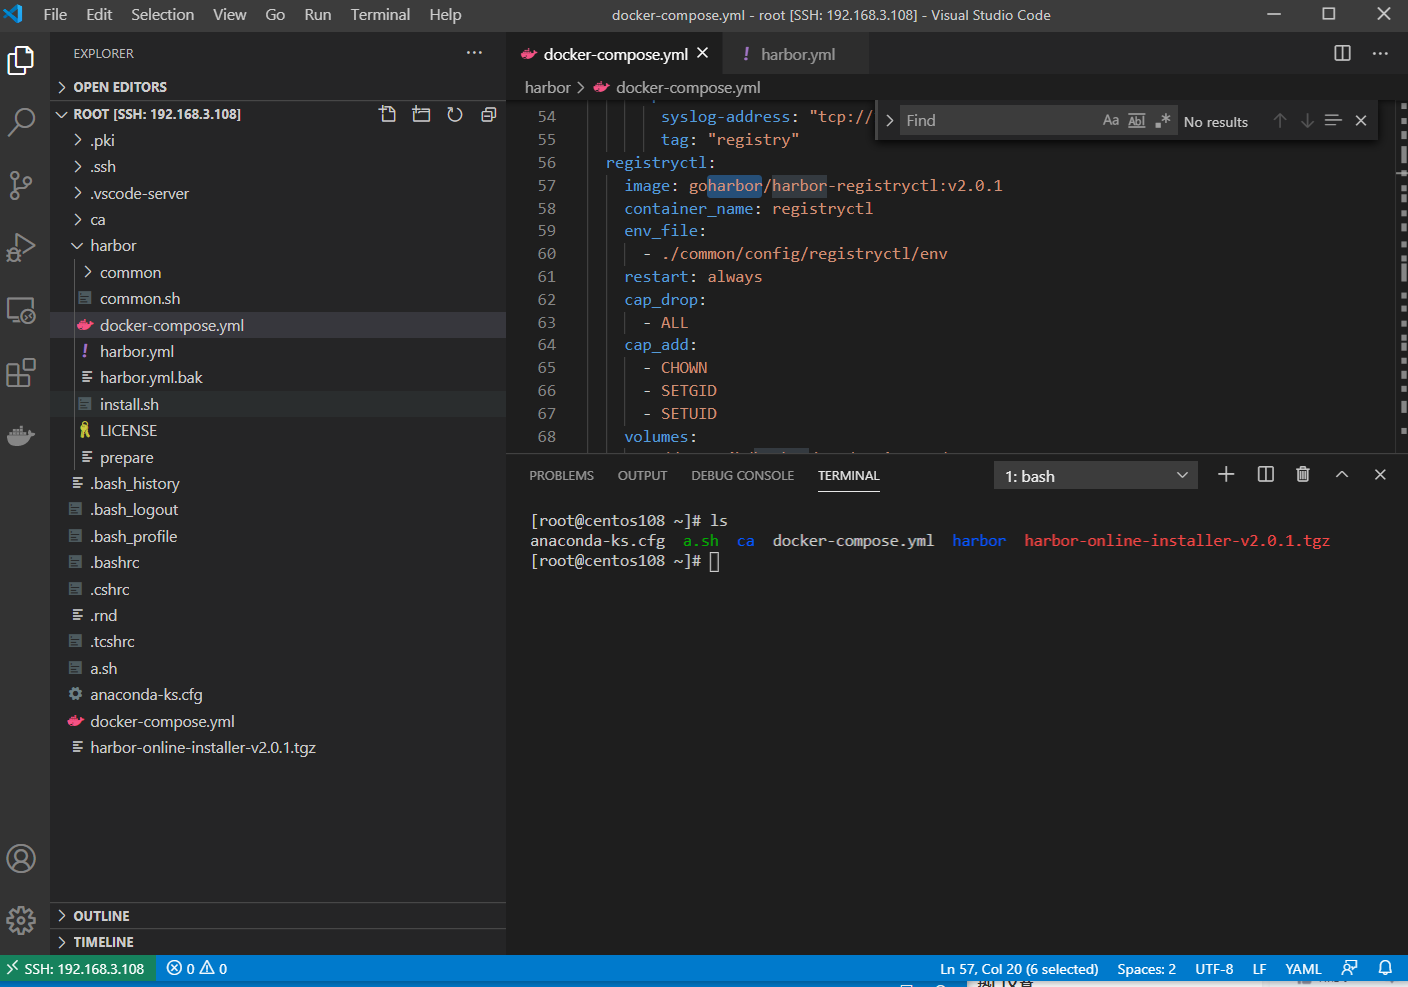 File Edit Selection View Go Run Terminal Help docker-compose.yml - root [SSH: 192.168.3.108] - Visual Studio Code
EXPLORER
OPEN EDITORS
ROOT [SSH: 192.168.3.108]
.pki
.ssh
.vscode-server
ca
harbor
common
common.sh
docker-compose.yml
harbor.yml
harbor.yml.bak
install.sh
LICENSE
prepare
.bash_history
.bash_logout
.bash_profile
.bashrc
.cshrc
.rnd
.tcshrc
a.sh
anaconda-ks.cfg
docker-compose.yml
harbor-online-installer-v2.0.1.tgz
OUTLINE
TIMELINE
docker-compose.yml harbor.yml
harbor > docker-compose.yml
Find Aa Abl .* No results
54 syslog-address: "tcp://
55 tag: "registry"
56 registryctl:
57 image: goharbor/harbor-registryctl:v2.0.1
58 container_name: registryctl
59 env_file:
60 - ./common/config/registryctl/env
61 restart: always
62 cap_drop:
63 - ALL
64 cap_add:
65 - CHOWN
66 - SETGID
67 - SETUID
68 volumes:
PROBLEMS OUTPUT DEBUG CONSOLE TERMINAL 1: bash
[root@centos108 ~]# ls
anaconda-ks.cfg a.sh ca docker-compose.yml harbor harbor-online-installer-v2.0.1.tgz
[root@centos108 ~]#
SSH: 192.168.3.108 0 0 Ln 57, Col 20 (6 selected) Spaces: 2 UTF-8 LF YAML